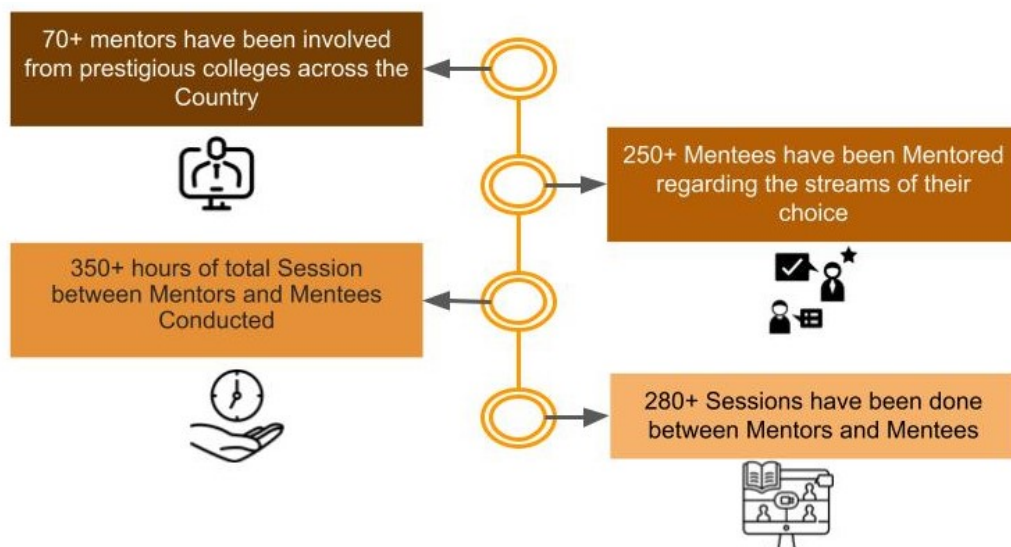 70+ mentors have been involved
from prestigious colleges across the
Country
250+ Mentees have been Mentored
regarding the streams of their
choice
350+ hours of total Session
between Mentors and Mentees
Conducted
280+ Sessions have been done
between Mentors and Mentees